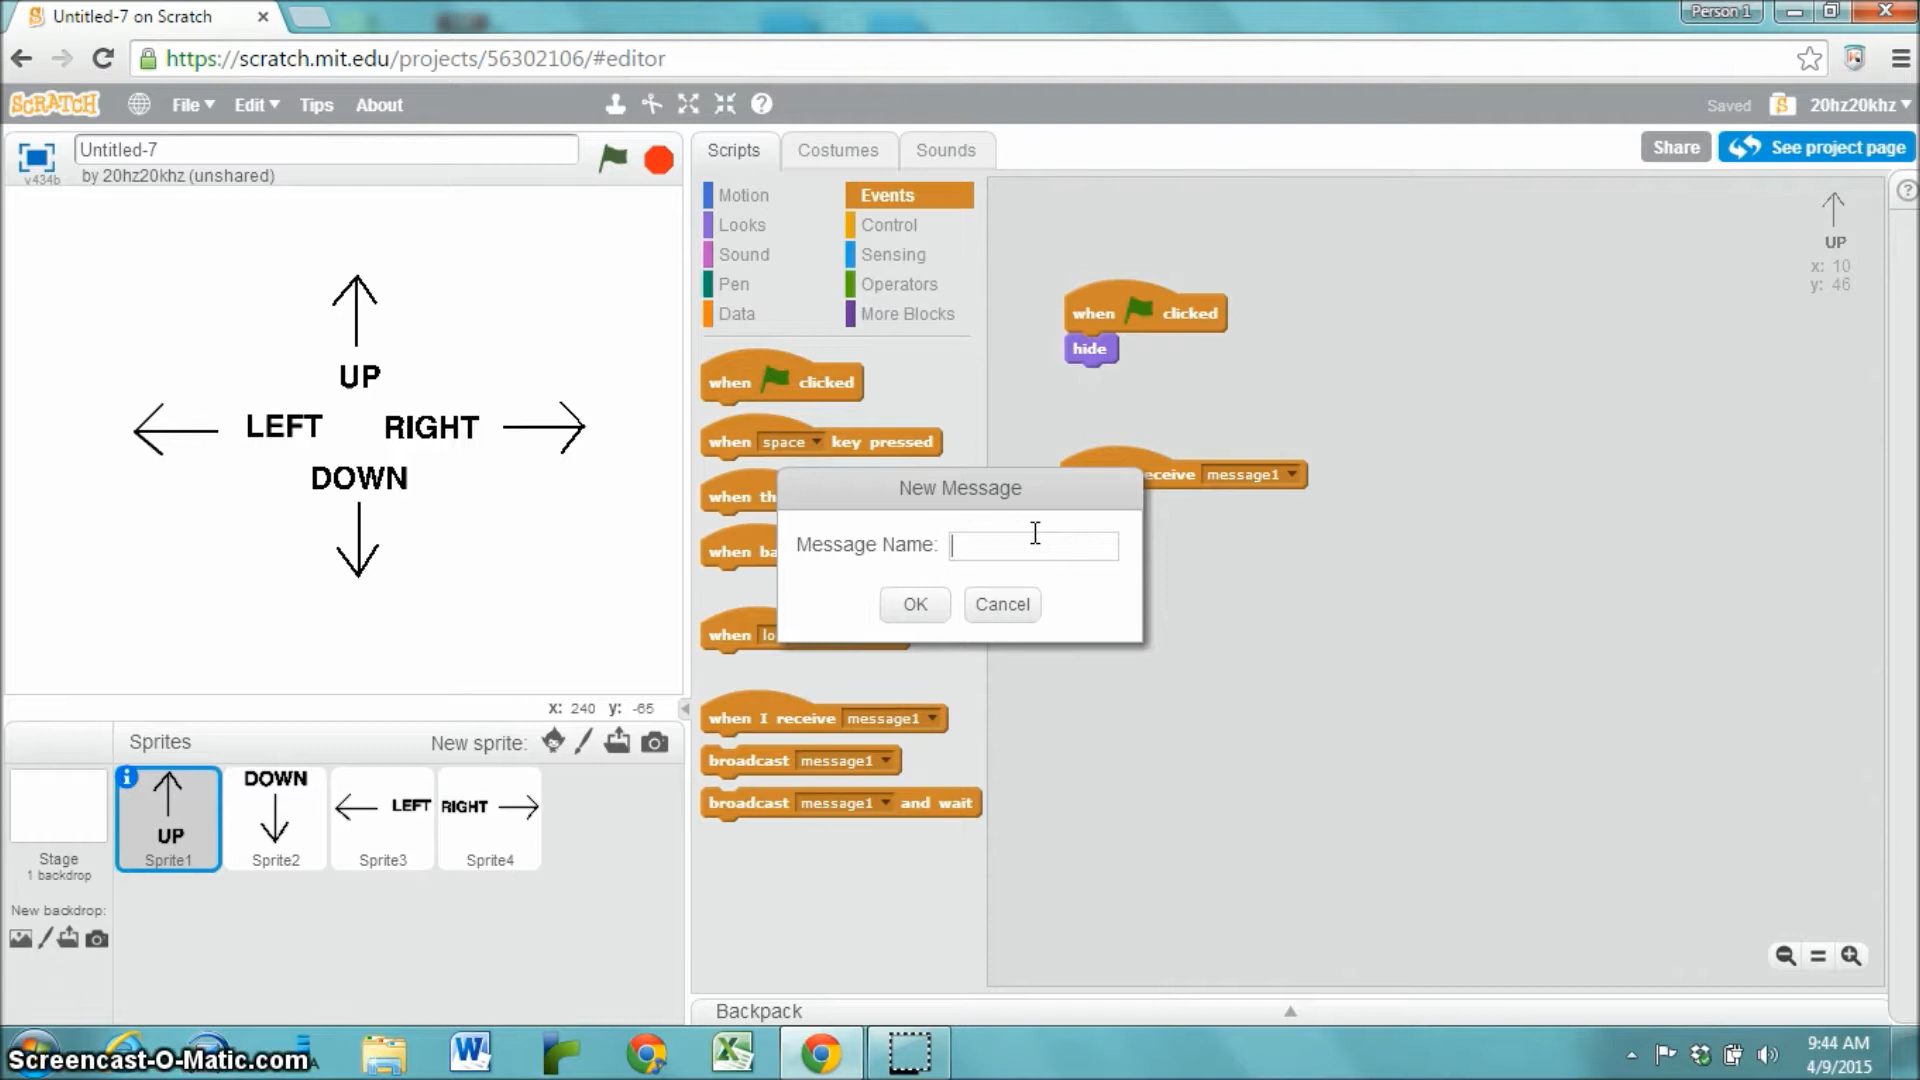 Untitled-7 on Scratch
Person 1
https://scratch.mit.edu/projects/56302106/#editor
SCRATCH
File
Edit
Tips
About
Saved
20hz20khz
v434b
Untitled-7
by 20hz20khz (unshared)
Scripts
Costumes
Sounds
Share
See project page
Motion
Events
Looks
Control
Sound
Sensing
Pen
Operators
Data
More Blocks
UP
LEFT
RIGHT
DOWN
when clicked
when space key pressed
when th
when ba
when lo
when I receive message1
broadcast message1
broadcast message1 and wait
when clicked
hide
eceive message1
UP
x: 10
y: 46
New Message
Message Name:
OK
Cancel
x: 240 y: -65
Sprites
New sprite:
UP
Sprite1
DOWN
Sprite2
LEFT
Sprite3
RIGHT
Sprite4
Stage
1 backdrop
New backdrop:
Backpack
Screencast-O-Matic.com
9:44 AM
4/9/2015